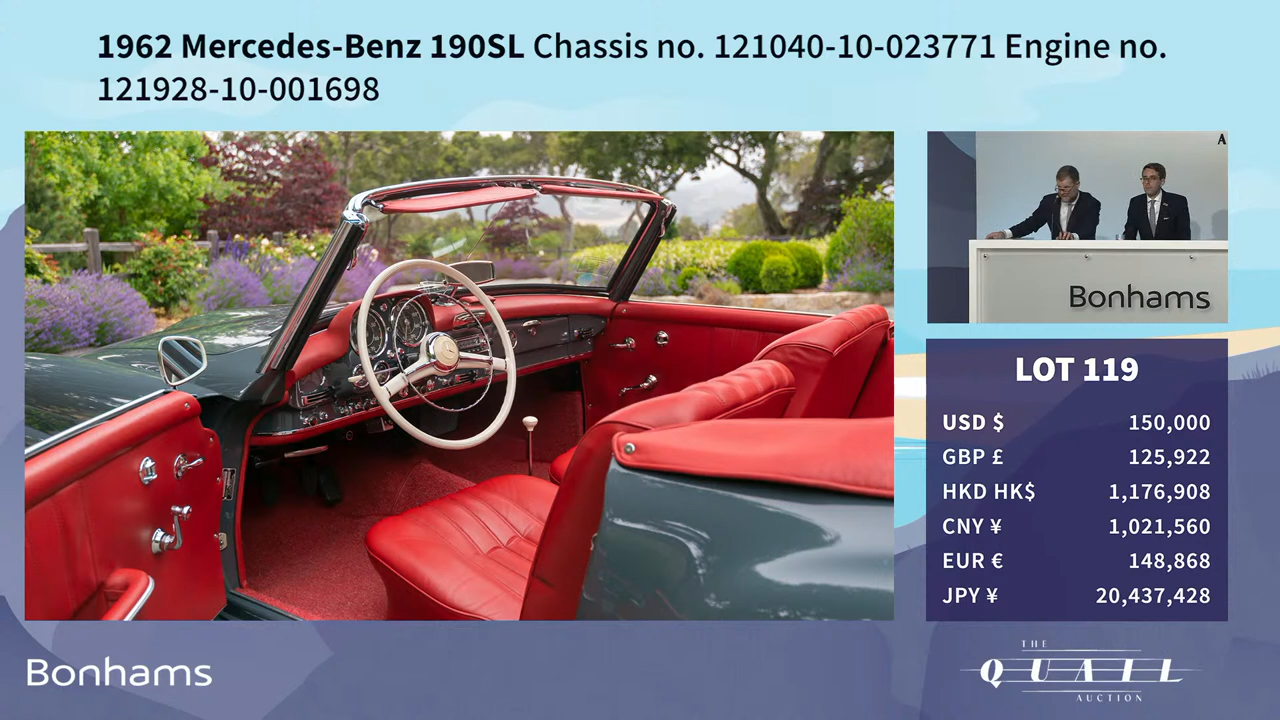 1962 Mercedes-Benz 190SL Chassis no. 121040-10-023771 Engine no.
121928-10-001698
A
Bonhams
LOT 119
USD $ 150,000
GBP £ 125,922
HKD HK$ 1,176,908
CNY ¥ 1,021,560
EUR € 148,868
JPY ¥ 20,437,428
Bonhams
THE
QUAIL
AUCTION